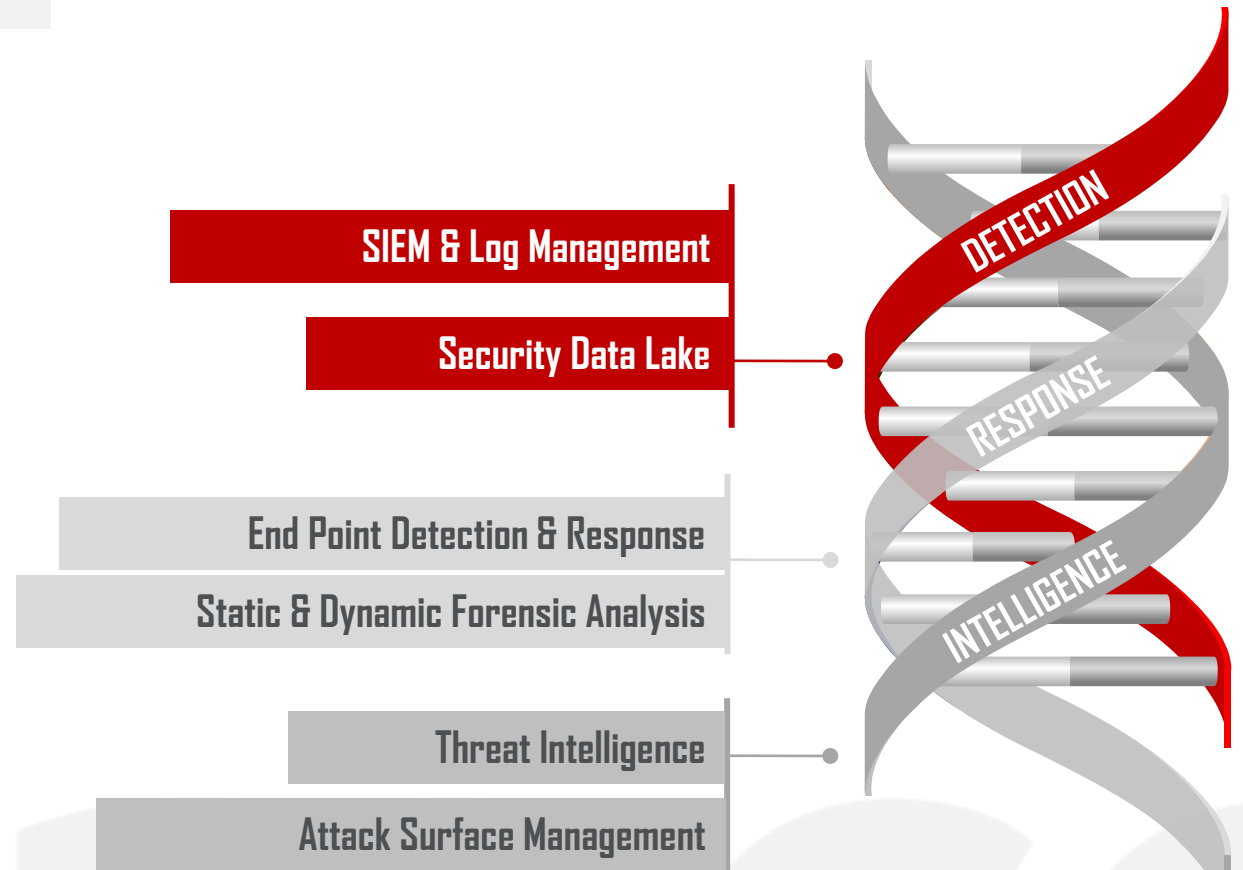 SIEM & Log Management
Security Data Lake
End Point Detection & Response
Static & Dynamic Forensic Analysis
Threat Intelligence
Attack Surface Management
DETECTION
RESPONSE
INTELLIGENCE